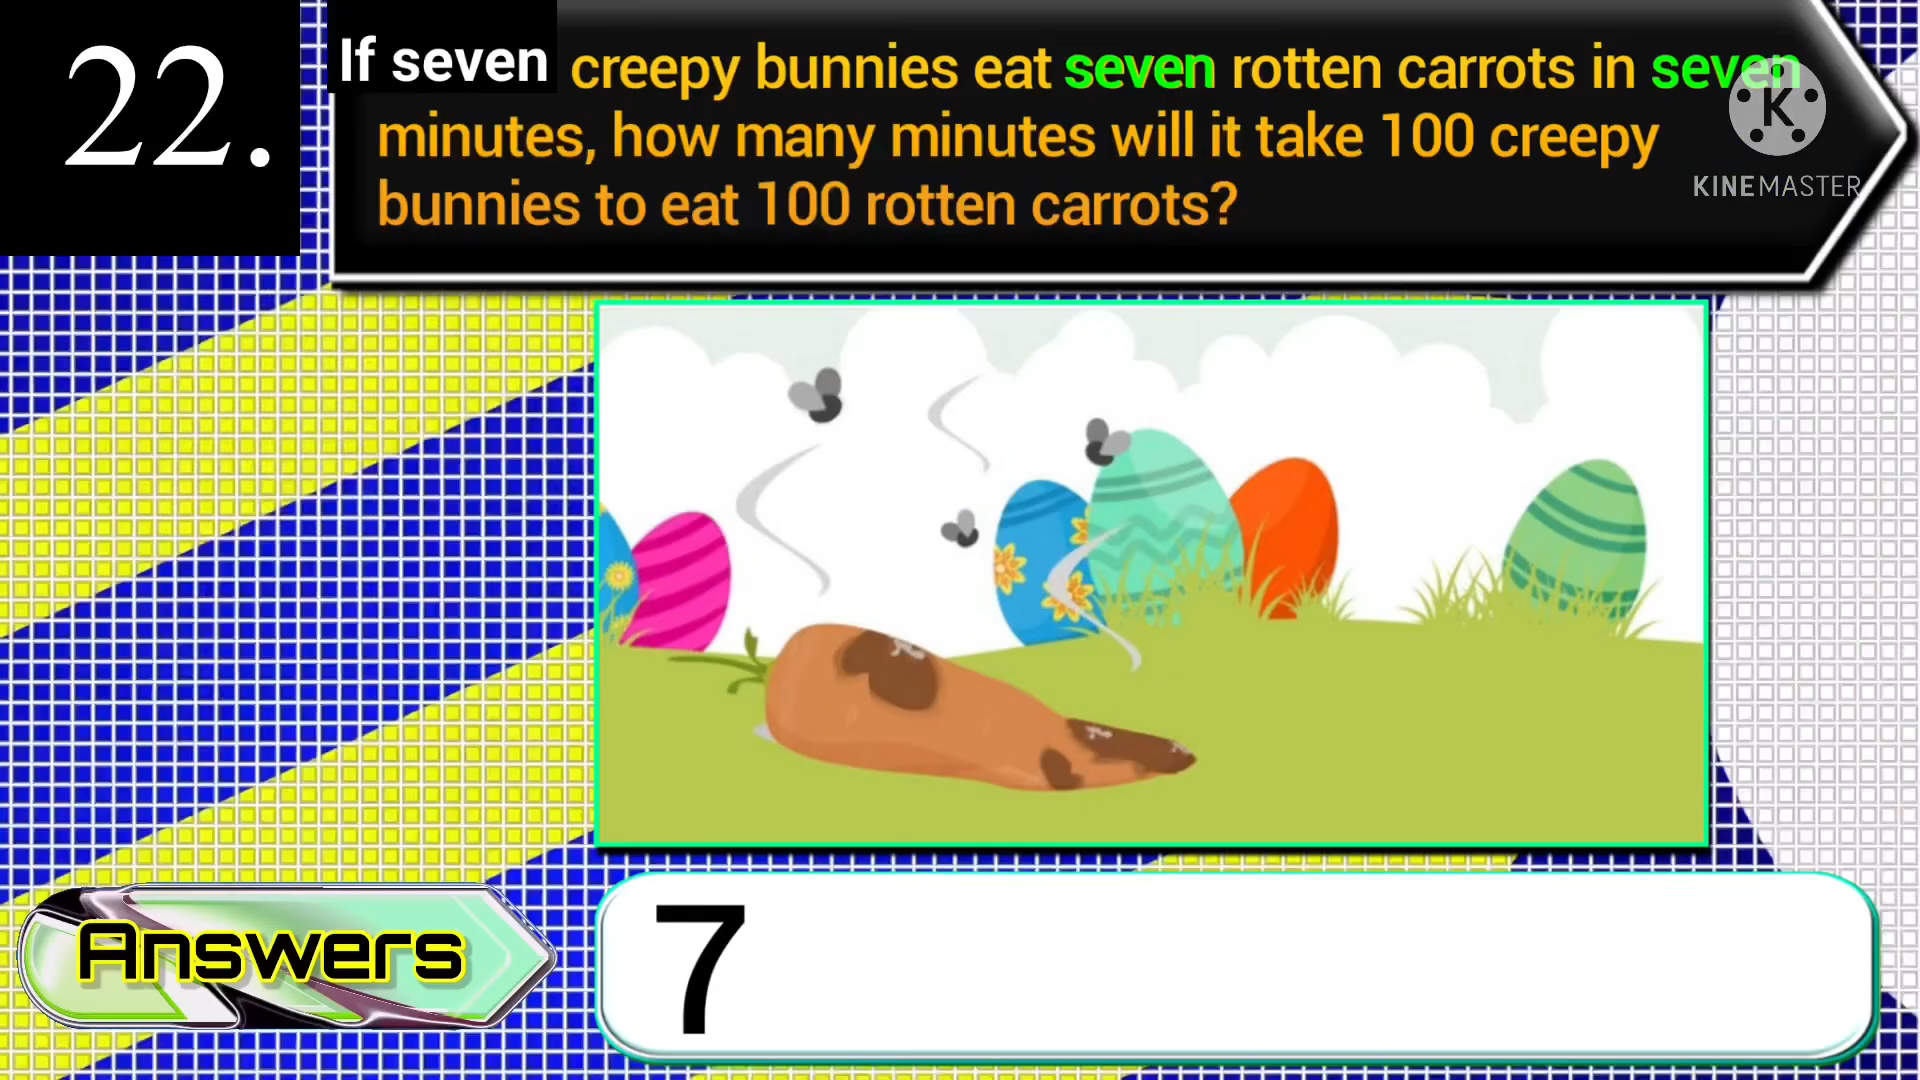 22.
If seven creepy bunnies eat seven rotten carrots in seven
minutes, how many minutes will it take 100 creepy
bunnies to eat 100 rotten carrots?
K
KINEMASTER
Answers
7